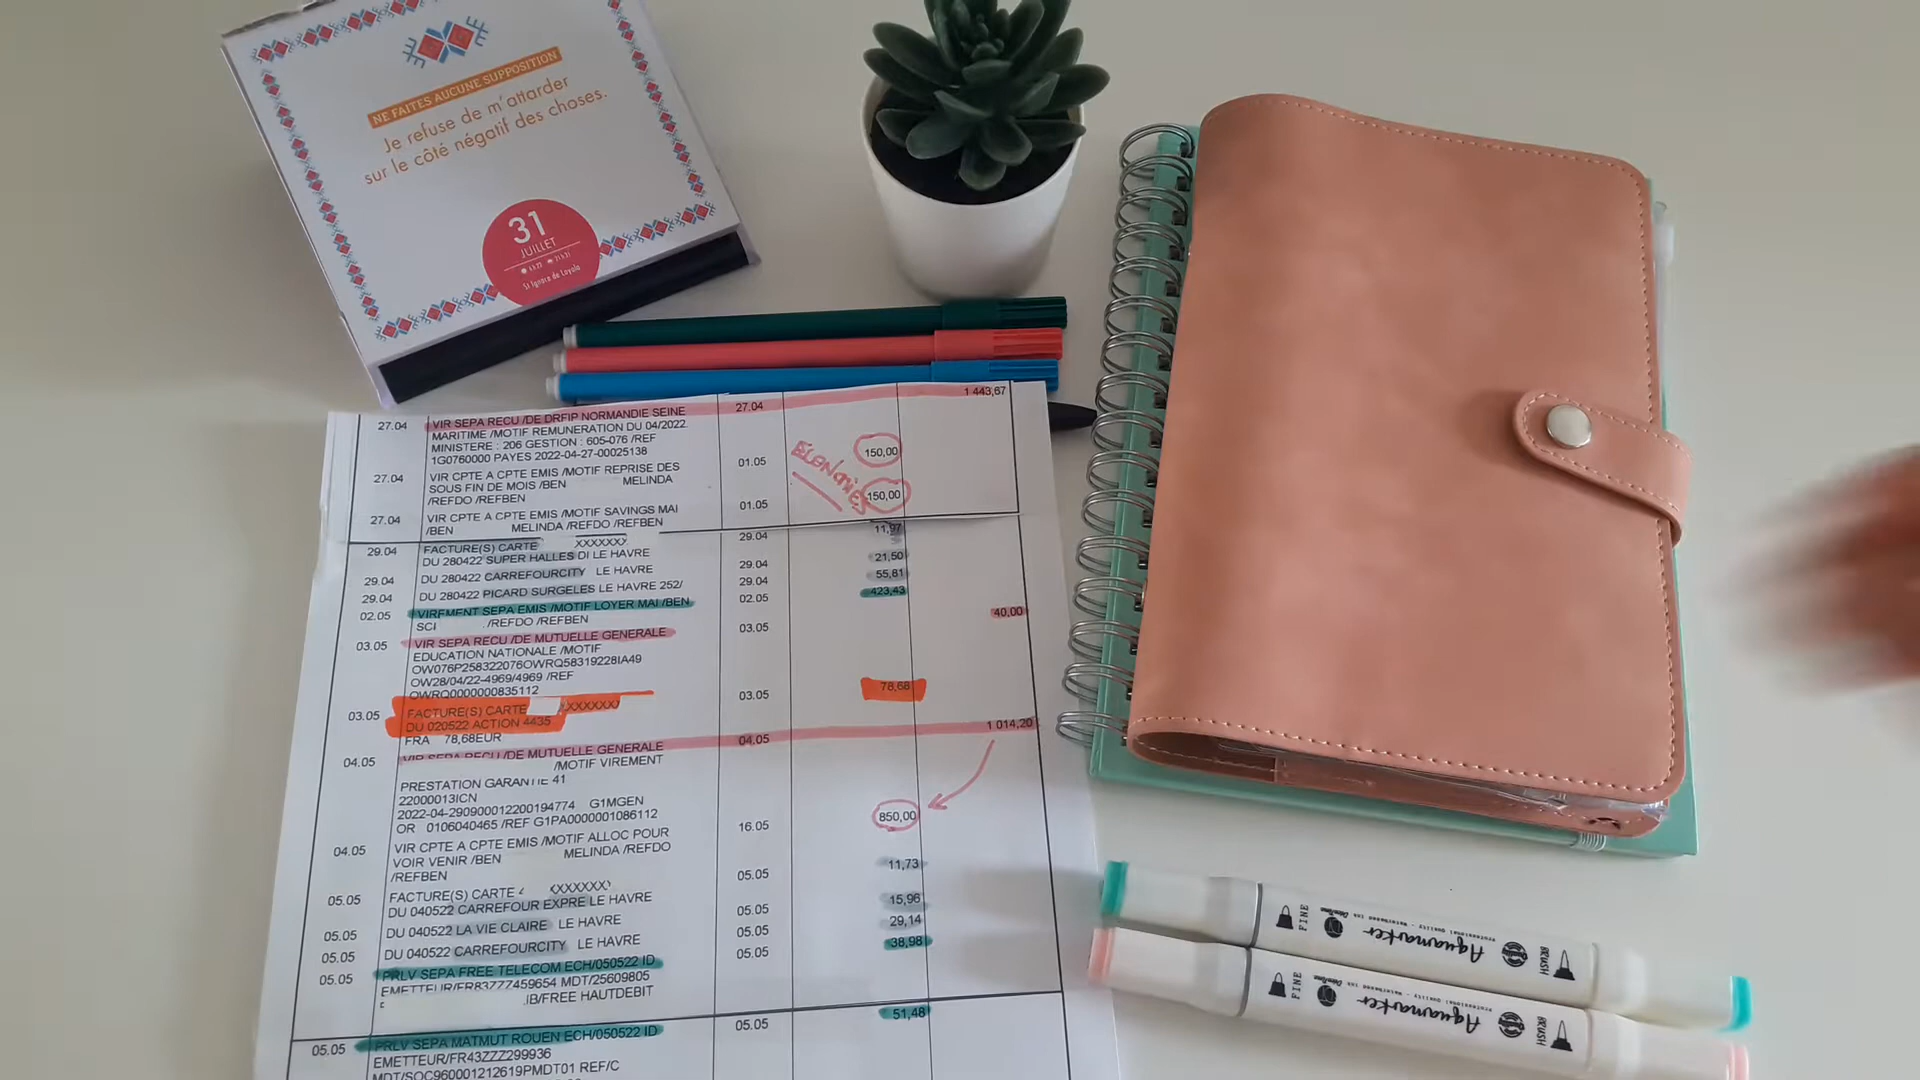 NE FAITES AUCUNE SUPPOSITION
Je refuse de m'attarder
sur le côté négatif des choses.
31
JUILLET
St Ignace de Loyola
1 443,67
27.04 VIR SEPA RECU /DE DRFIP NORMANDIE SEINE 27.04
MARITIME /MOTIF REMUNERATION DU 04/2022
MINISTERE : 206 GESTION : 605-076 /REF
1G0760000 PAYES 2022-04-27-00025138
150,00
27.04 VIR CPTE A CPTE EMIS /MOTIF REPRISE DES 01.05
SOUS FIN DE MOIS /BEN MELINDA
/REFDO /REFBEN
150,00
27.04 VIR CPTE A CPTE EMIS /MOTIF SAVINGS MAI 01.05
/BEN MELINDA /REFDO /REFBEN
29.04 FACTURE(S) CARTE XXXXXXX 29.04 11,97
DU 280422 SUPER HALLES DI LE HAVRE
29.04 DU 280422 CARREFOURCITY LE HAVRE 29.04 21,50
29.04 DU 280422 PICARD SURGELES LE HAVRE 252/ 29.04 55,81
02.05 VIREMENT SEPA EMIS /MOTIF LOYER MAI /BEN 02.05 423,43
SCI /REFDO /REFBEN
03.05 VIR SEPA RECU /DE MUTUELLE GENERALE 03.05 40,00
EDUCATION NATIONALE /MOTIF
OW076P258322076OWRQ58319228IA49
OW28/04/22-4969/4969 /REF
OWRQ0000000835112
03.05 FACTURE(S) CARTE XXXXXXX 03.05 78,68
DU 020522 ACTION 4435
FRA 78,68EUR
04.05 VIR SEPA RECU /DE MUTUELLE GENERALE 04.05 1 014,20
/MOTIF VIREMENT
PRESTATION GARANTIE 41
22000013ICN
2022-04-290900012200194774 G1MGEN
OR 0106040465 /REF G1PA0000001086112
04.05 VIR CPTE A CPTE EMIS /MOTIF ALLOC POUR 16.05 850,00
VOIR VENIR /BEN MELINDA /REFDO
/REFBEN
05.05 FACTURE(S) CARTE XXXXXXX 05.05 11,73
DU 040522 CARREFOUR EXPRE LE HAVRE
05.05 DU 040522 LA VIE CLAIRE LE HAVRE 05.05 15,96
05.05 DU 040522 CARREFOURCITY LE HAVRE 05.05 29,14
05.05 PRLV SEPA FREE TELECOM ECH/050522 ID 05.05 38,98
EMETTEUR/FR83ZZZ459654 MDT/25609805
IB/FREE HAUTDEBIT
05.05 PRLV SEPA MATMUT ROUEN ECH/050522 ID 05.05 51,48
EMETTEUR/FR43ZZZ299936
MDT/SOC960001212619PMDT01 REF/C
FINE
Aquamarker
BRUSH
FINE
Aquamarker
BRUSH